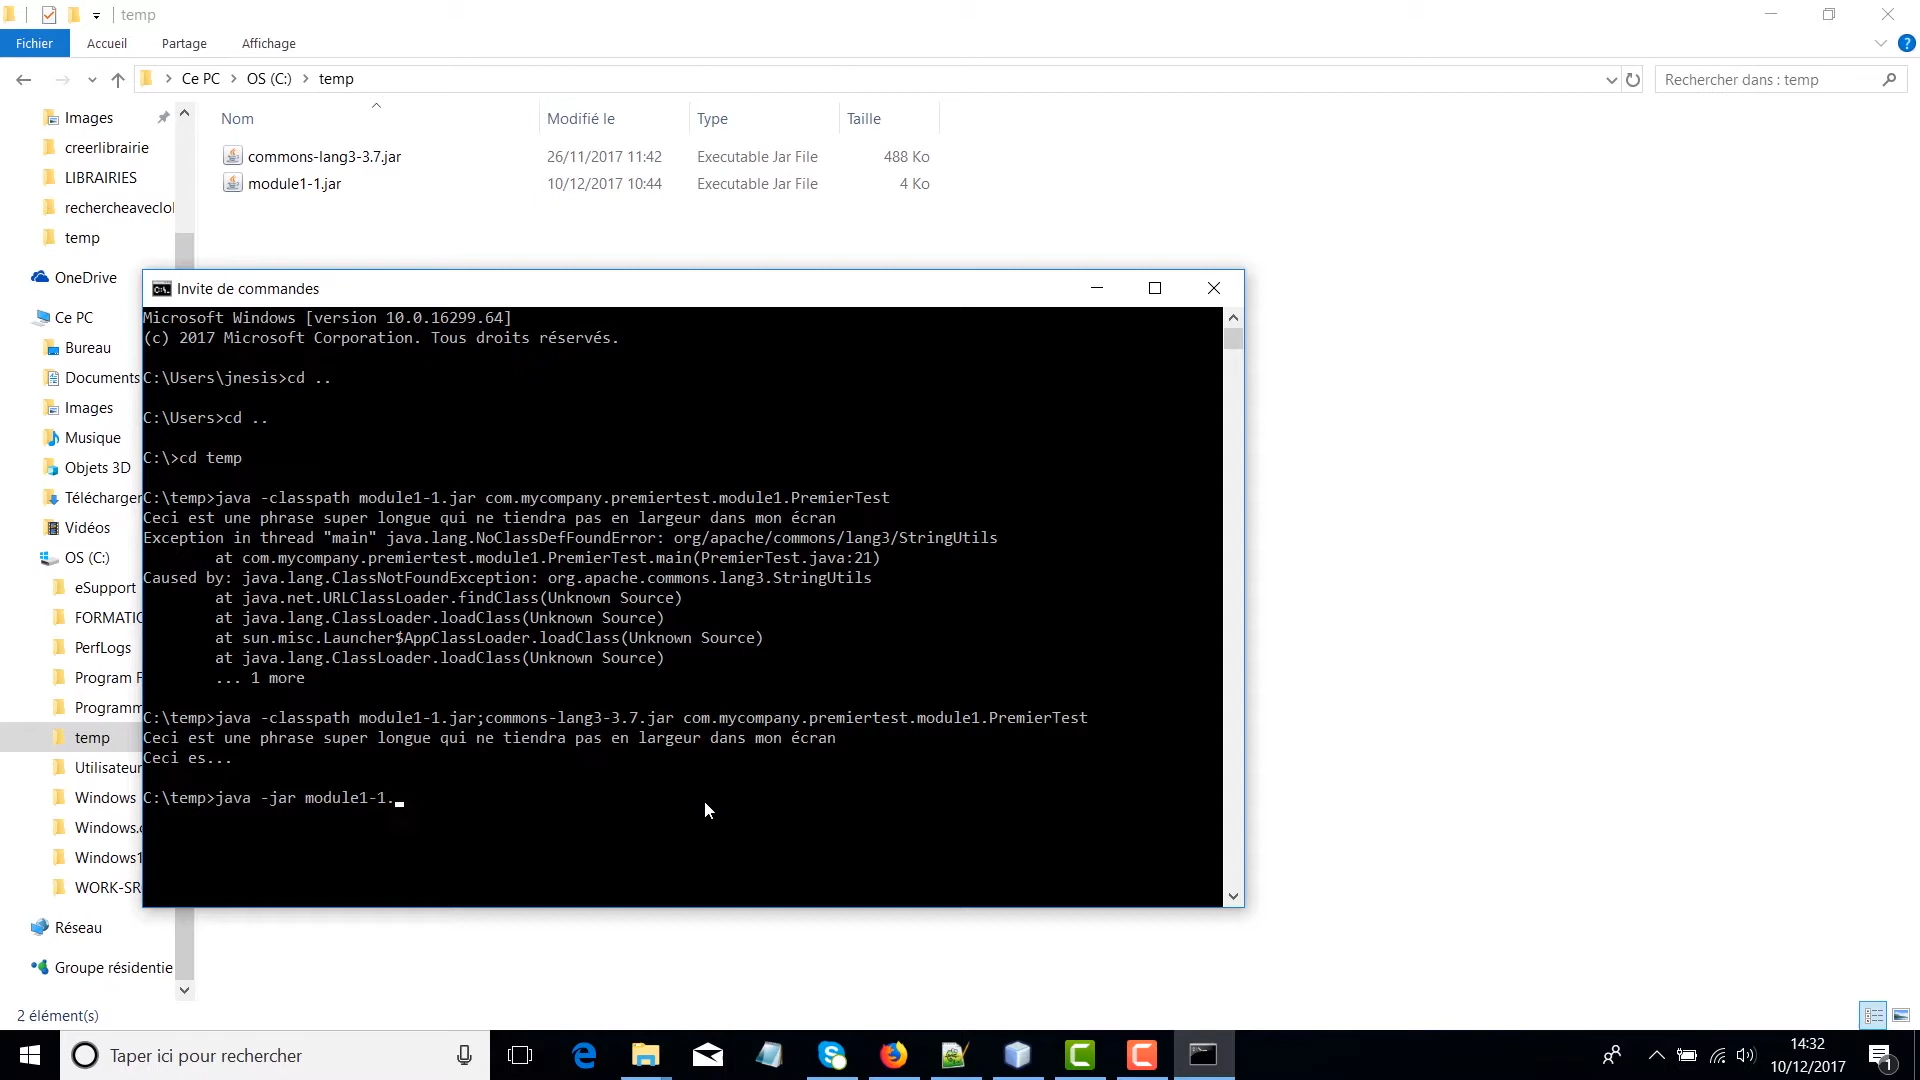 temp
Fichier Accueil Partage Affichage
Ce PC > OS (C:) > temp
Rechercher dans : temp
Nom Modifié le Type Taille
commons-lang3-3.7.jar 26/11/2017 11:42 Executable Jar File 488 Ko
module1-1.jar 10/12/2017 10:44 Executable Jar File 4 Ko
Images
creerlibrairie
LIBRAIRIES
rechercheaveclo
temp
OneDrive
Ce PC
Bureau
Documents
Images
Musique
Objets 3D
Télécharger
Vidéos
OS (C:)
eSupport
FORMATIO
PerfLogs
Program F
Programm
temp
Utilisateur
Windows
Windows.
Windows1
WORK-SR
Réseau
Groupe résidentie
Invite de commandes
Microsoft Windows [version 10.0.16299.64]
(c) 2017 Microsoft Corporation. Tous droits réservés.
C:\Users\jnesis>cd ..
C:\Users>cd ..
C:\>cd temp
C:\temp>java -classpath module1-1.jar com.mycompany.premiertest.module1.PremierTest
Ceci est une phrase super longue qui ne tiendra pas en largeur dans mon écran
Exception in thread "main" java.lang.NoClassDefFoundError: org/apache/commons/lang3/StringUtils
at com.mycompany.premiertest.module1.PremierTest.main(PremierTest.java:21)
Caused by: java.lang.ClassNotFoundException: org.apache.commons.lang3.StringUtils
at java.net.URLClassLoader.findClass(Unknown Source)
at java.lang.ClassLoader.loadClass(Unknown Source)
at sun.misc.Launcher$AppClassLoader.loadClass(Unknown Source)
at java.lang.ClassLoader.loadClass(Unknown Source)
... 1 more
C:\temp>java -classpath module1-1.jar;commons-lang3-3.7.jar com.mycompany.premiertest.module1.PremierTest
Ceci est une phrase super longue qui ne tiendra pas en largeur dans mon écran
Ceci es...
C:\temp>java -jar module1-1.
2 élément(s)
Taper ici pour rechercher
14:32
10/12/2017
1